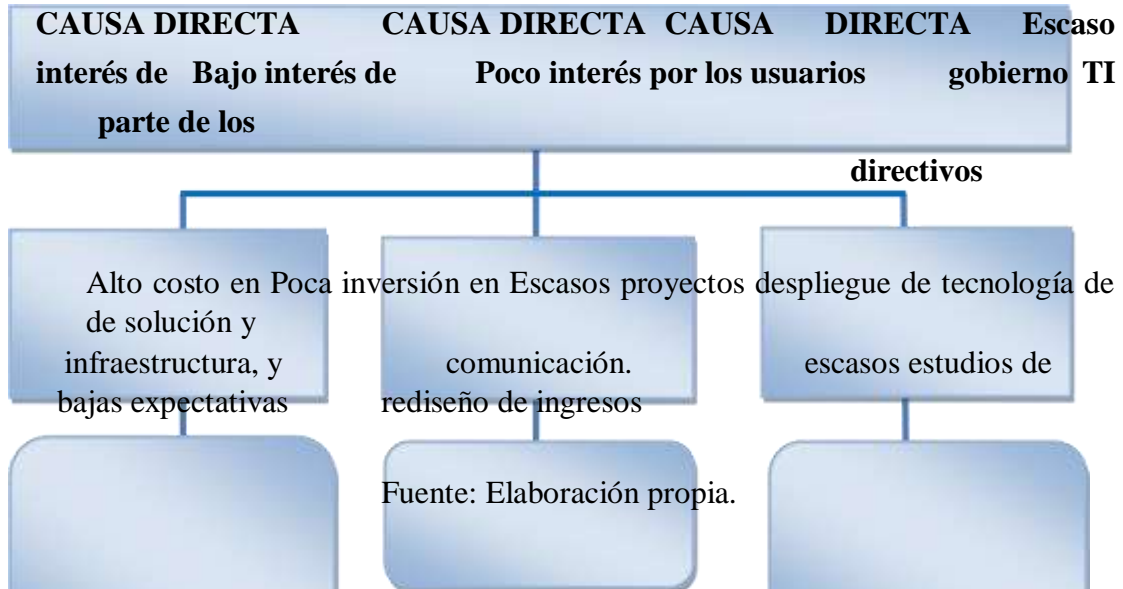 CAUSA DIRECTA CAUSA DIRECTA CAUSA DIRECTA Escaso
interés de Bajo interés de Poco interés por los usuarios gobierno TI
parte de los
directivos
Alto costo en Poca inversión en Escasos proyectos despliegue de tecnología de
de solución y
infraestructura, y comunicación. escasos estudios de
bajas expectativas rediseño de ingresos
Fuente: Elaboración propia.